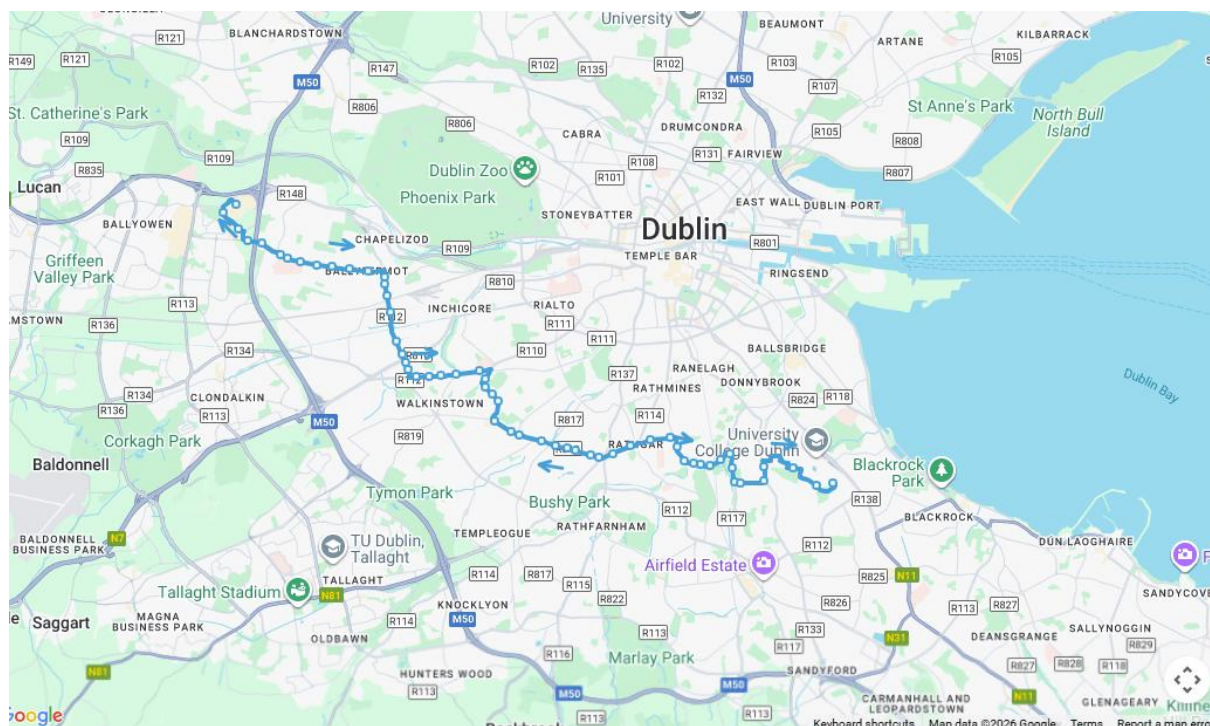 University
BEAUMONT
KILBARRACK
R121
BLANCHARDSTOWN
ARTANE
R149
R121
R147
R102
R135
R102
R103
R105
M50
R107
R132
St. Catherine's Park
R806
St Anne's Park
North Bull
Island
R806
CABRA
DRUMCONDRA
R105
R808
R109
R131
FAIRVIEW
R108
R835
Dublin Zoo
R101
R807
Lucan
R148
Phoenix Park
EAST WALL
DUBLIN PORT
STONEYBATTER
BALLYOWEN
Dublin
CHAPELIZOD
R109
R801
TEMPLE BAR
Griffeen
Valley Park
BALLYFERMOT
RINGSEND
R810
R113
INCHICORE
RIALTO
R112
R111
R136
R111
R134
R110
BALLSBRIDGE
RANELAGH
R137
Dublin Bay
R112
DONNYBROOK
RATHMINES
R134
CLONDALKIN
R824
R118
WALKINSTOWN
R136
R113
R114
M50
R817
R819
University
College Dublin
Corkagh Park
RATHGAR
Baldonnell
Blackrock
Park
Tymon Park
R138
Bushy Park
R112
BLACKROCK
R117
RATHFARNHAM
TEMPLEOGUE
BALDONNELL
BUSINESS PARK
N7
TU Dublin,
Tallaght
DÚN LAOGHAIRE
R112
Airfield Estate
R114
R817
TALLAGHT
R825
N11
R115
Tallaght Stadium
N81
SANDYCOVE
R822
R826
KNOCKLYON
R113
R827
MAGNA
BUSINESS PARK
Saggart
R114
M50
R133
SALLYNOGGIN
R113
OLDBAWN
DEANSGRANGE
N31
R829
R117
R116
Marlay Park
R827
R828
R118
N81
HUNTERS WOOD
SANDYFORD
M50
M50
R113
N11
CARMANHALL AND
LEOPARDSTOWN
GLENAGEARY
Google
R113
Keyboard shortcuts
Map data ©2026 Google
Terms
Report a map